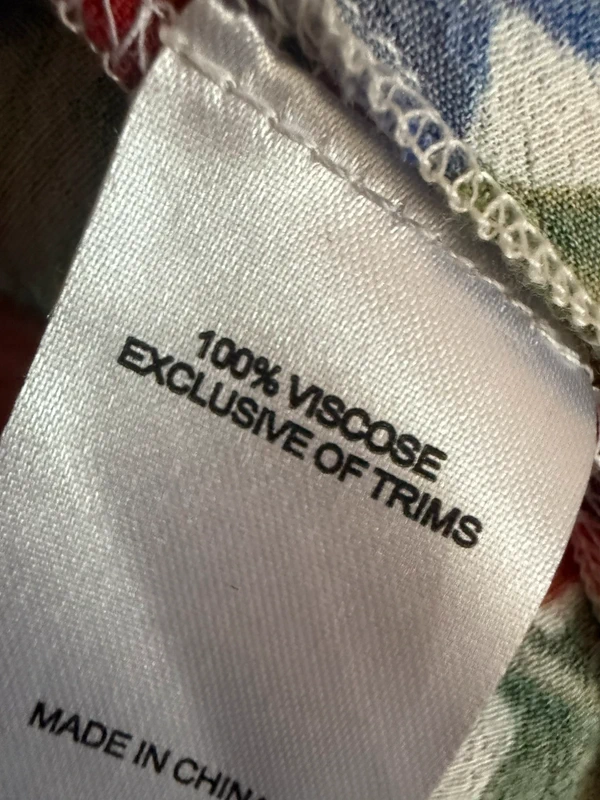 100% VISCOSE
EXCLUSIVE OF TRIMS
MADE IN CHINA